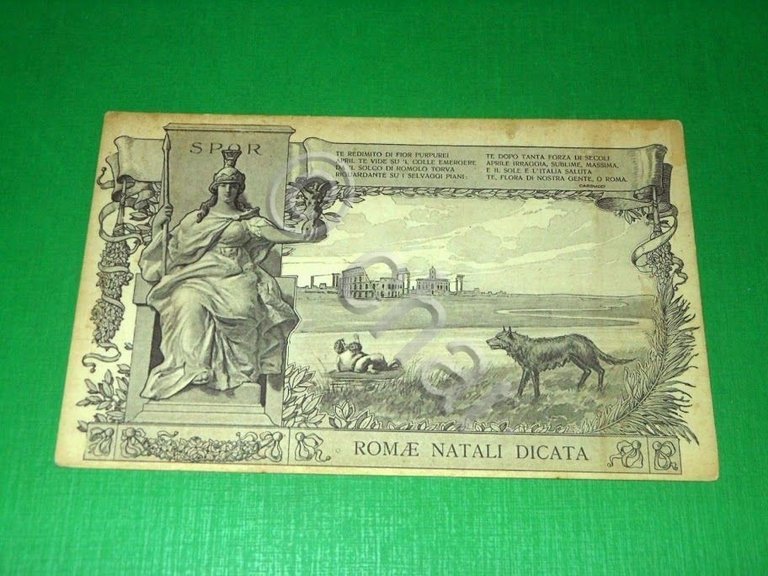 S P Q R
TE REDIMITO DI FIOR PURPUREI
APRIL TE VIDE SU 'L COLLE EMERGERE
DA 'L SOLCO DI ROMOLO TORVA
RIGUARDANTE SU I SELVAGGI PIANI:
TE DOPO TANTA FORZA DI SECOLI
APRILE IRRAGGIA, SUBLIME, MASSIMA,
E IL SOLE E L'ITALIA SALUTA
TE, FLORA DI NOSTRA GENTE, O ROMA.
CARDUCCI
ROMÆ NATALI DICATA